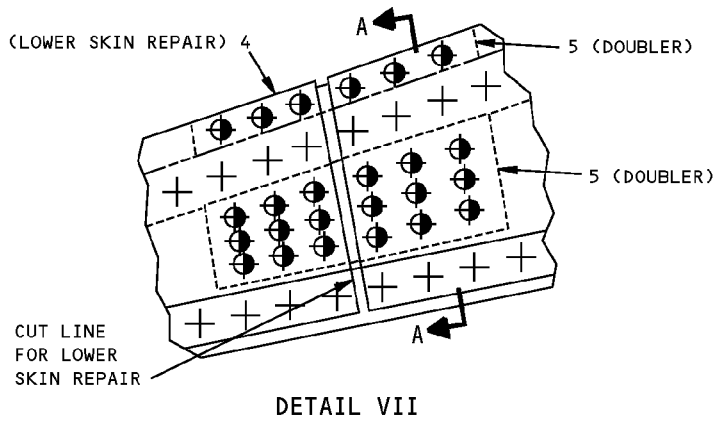 A
(LOWER SKIN REPAIR) 4
5 (DOUBLER)
5 (DOUBLER)
A
CUT LINE
FOR LOWER
SKIN REPAIR
DETAIL VII